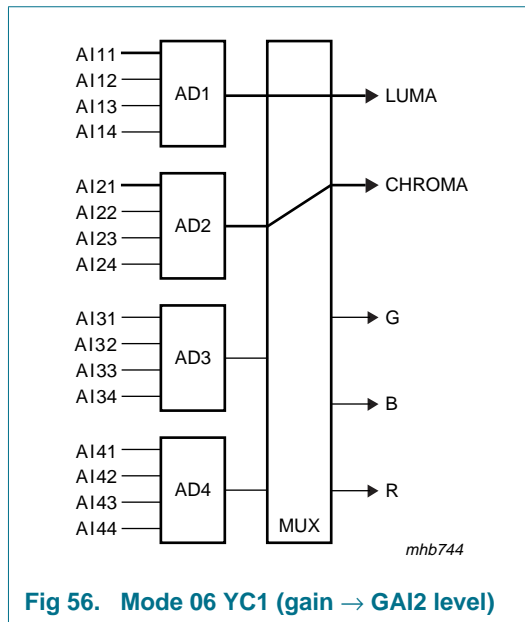 AI11
AI12
AI13
AI14
AD1
LUMA
AI21
AI22
AI23
AI24
AD2
CHROMA
AI31
AI32
AI33
AI34
AD3
G
B
AI41
AI42
AI43
AI44
AD4
R
MUX
mhb744
Fig 56. Mode 06 YC1 (gain → GAI2 level)